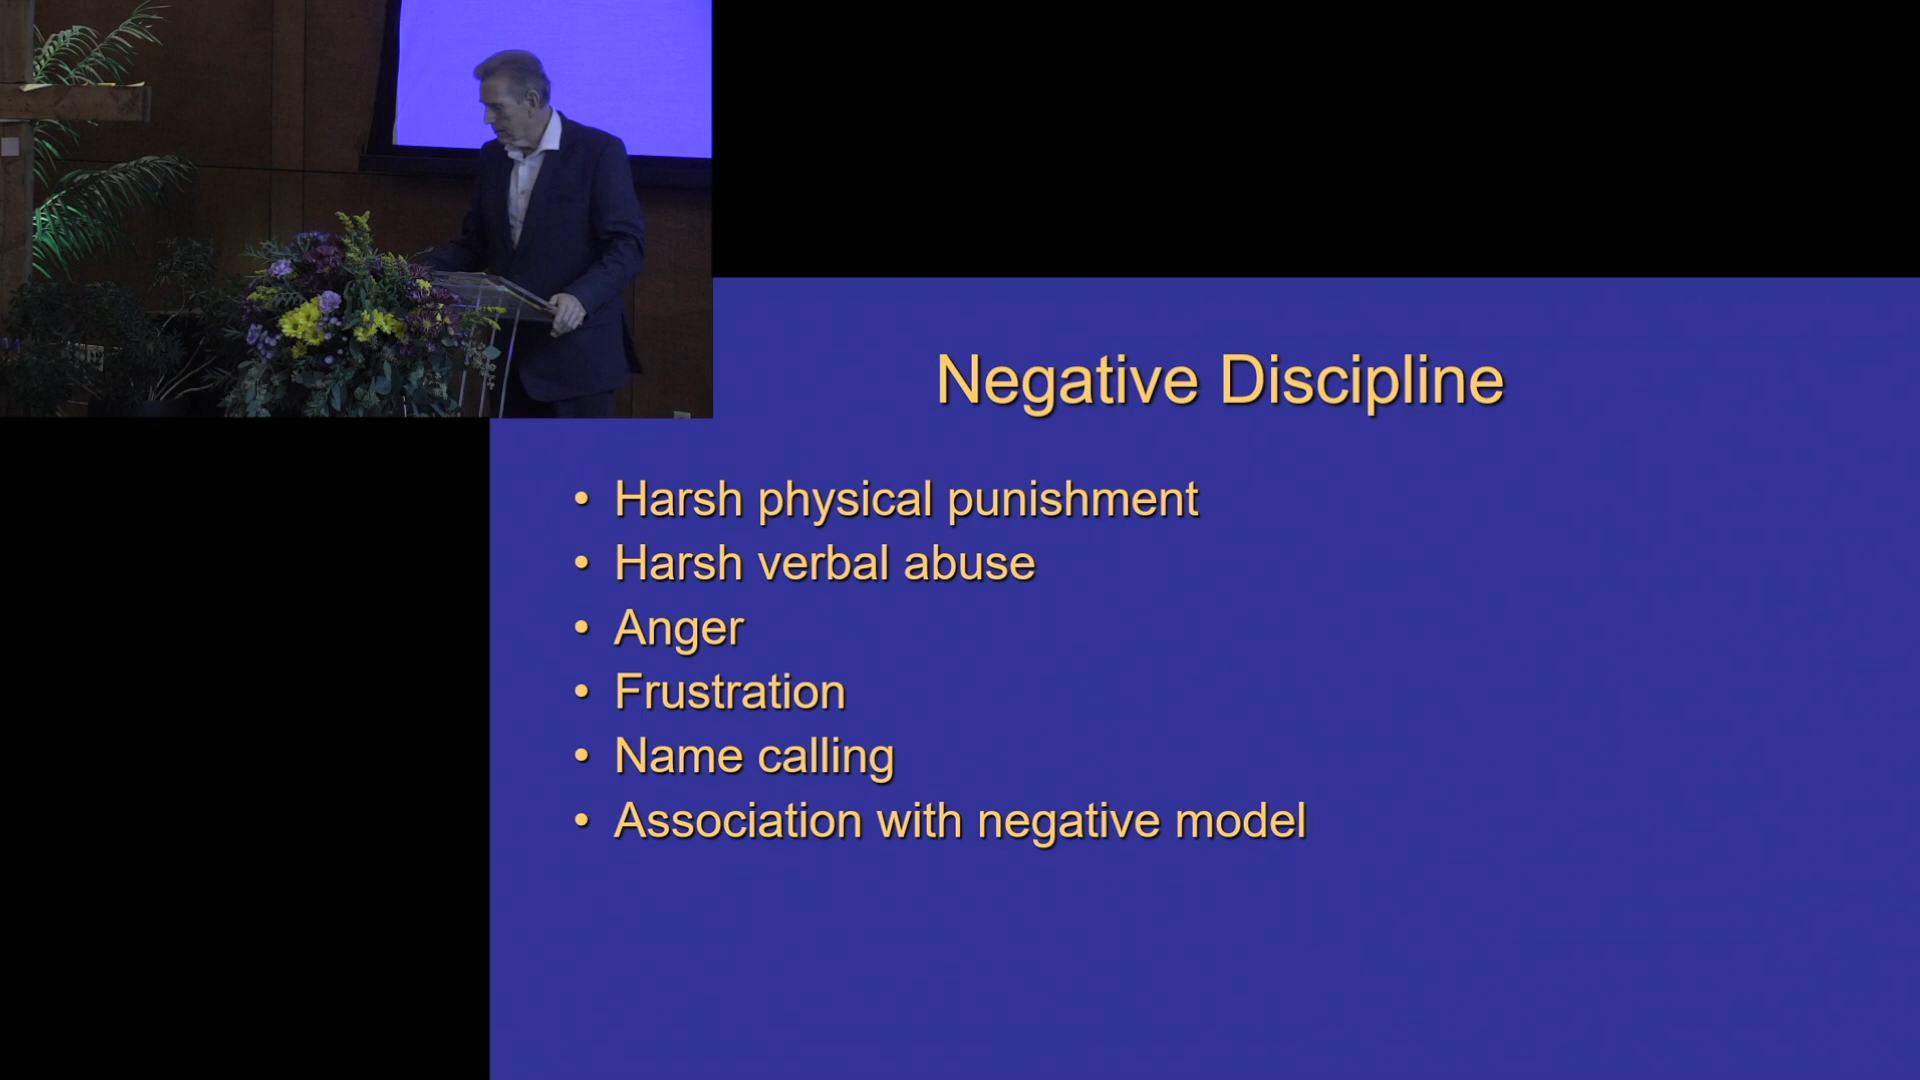 Negative Discipline
• Harsh physical punishment
• Harsh verbal abuse
• Anger
• Frustration
• Name calling
• Association with negative model